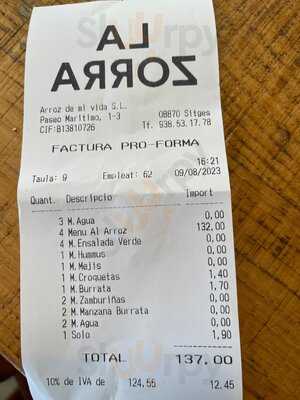 LA
ZORRA
Arroz de mi vida S.L.
Paseo Maritimo, 1-3 08870 Sitges
CIF:B13810726 Tf. 938.53.17.78
FACTURA PRO-FORMA
16:21
Taula: 9 Empleat: 62 09/08/2023
Quant. Descripcio Import
3 M.Agua 0,00
4 Menu Al Arroz 132,00
4 M.Ensalada Verde 0,00
1 M.Hummus 0,00
1 M.Mejis 0,00
1 M.Croquetas 1,40
1 M.Burrata 1,70
2 M.Zamburiñas 0,00
2 M.Manzana Burrata 0,00
2 M.Agua 0,00
1 Solo 1,90
TOTAL 137.00
10% de IVA de 124,55 12.45